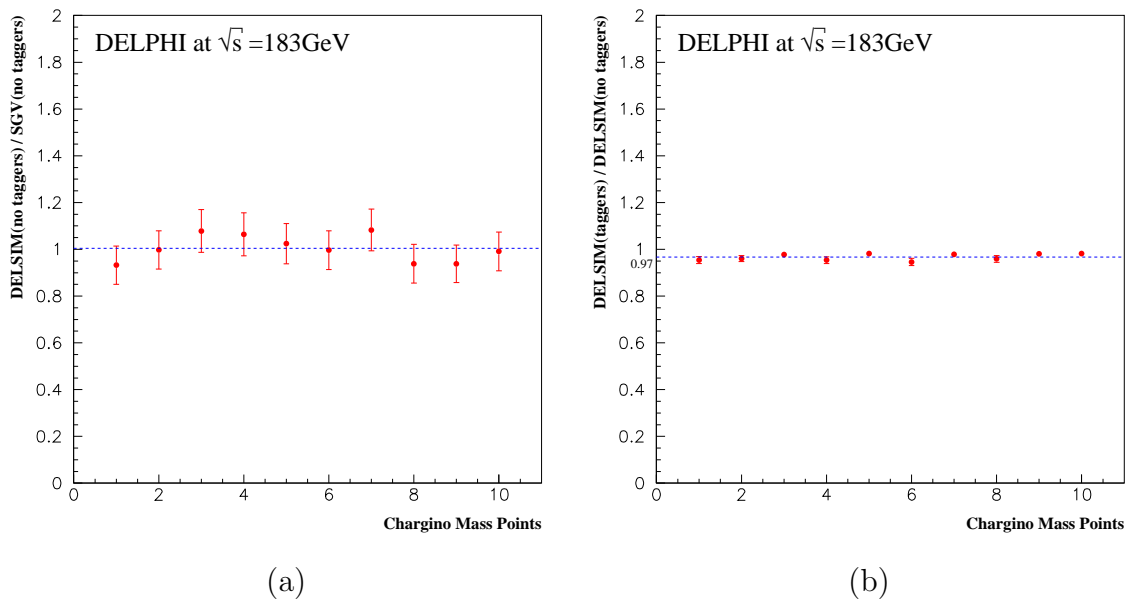 DELPHI at √s =183GeV
DELSIM(no taggers) / SGV(no taggers)
2
1.8
1.6
1.4
1.2
1
0.8
0.6
0.4
0.2
0
0 2 4 6 8 10
Chargino Mass Points
(a)
DELPHI at √s =183GeV
DELSIM(taggers) / DELSIM(no taggers)
2
1.8
1.6
1.4
1.2
1
0.97
0.8
0.6
0.4
0.2
0
0 2 4 6 8 10
Chargino Mass Points
(b)